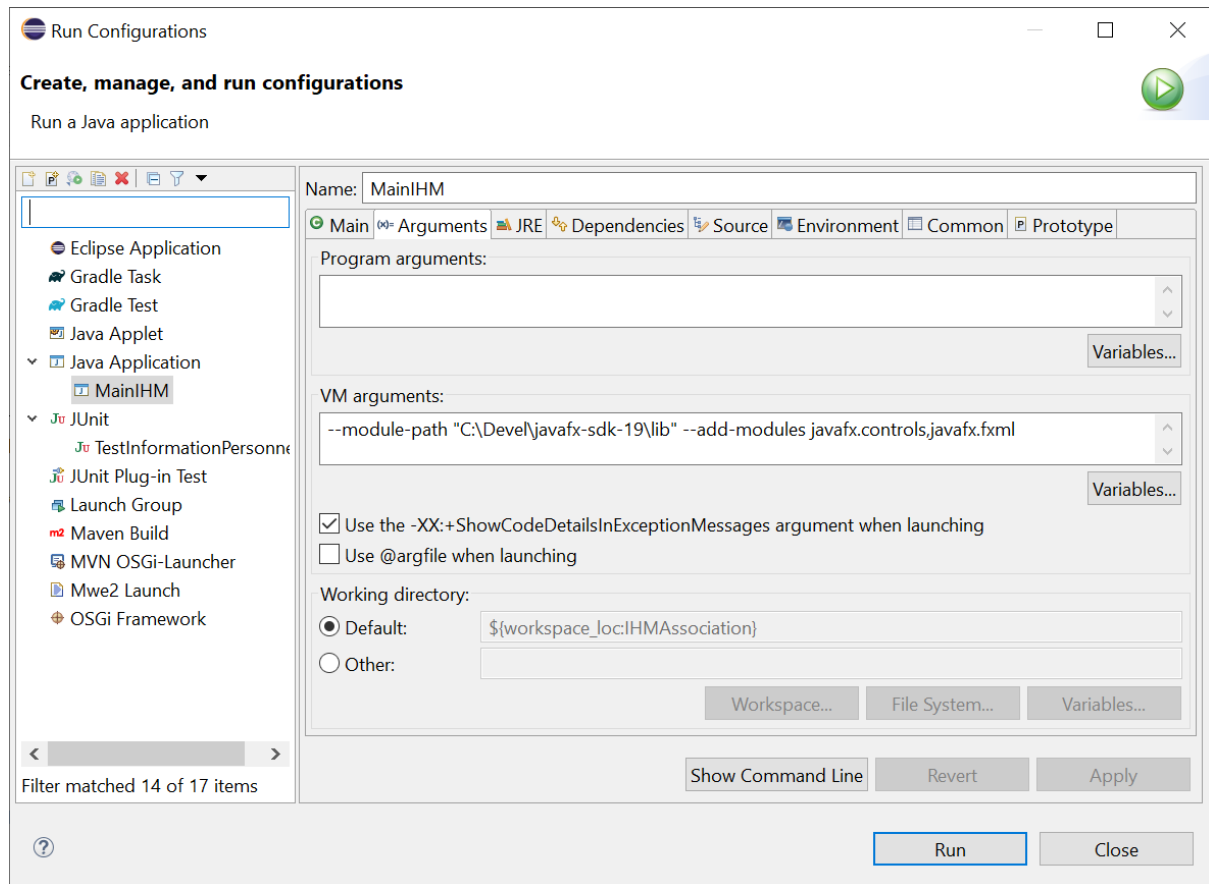 Run Configurations
Create, manage, and run configurations
Run a Java application
Eclipse Application
Gradle Task
Gradle Test
Java Applet
Java Application
MainIHM
JUnit
TestInformationPersonne
JUnit Plug-in Test
Launch Group
Maven Build
MVN OSGi-Launcher
Mwe2 Launch
OSGi Framework
Filter matched 14 of 17 items
Name: MainIHM
Main Arguments JRE Dependencies Source Environment Common Prototype
Program arguments:
Variables...
VM arguments:
--module-path "C:\Devel\javafx-sdk-19\lib" --add-modules javafx.controls,javafx.fxml
Variables...
Use the -XX:+ShowCodeDetailsInExceptionMessages argument when launching
Use @argfile when launching
Working directory:
Default: ${workspace_loc:IHMAssociation}
Other:
Workspace... File System... Variables...
Show Command Line Revert Apply
Run Close